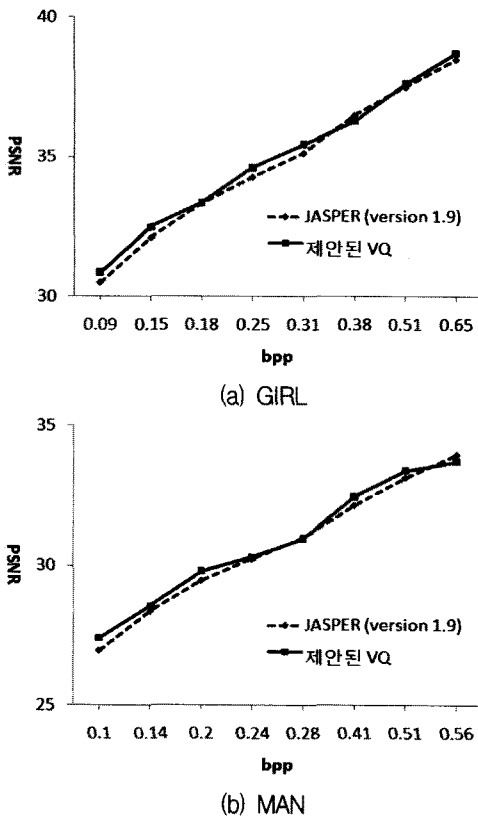 40
35
30
PSNR
JASPER (version 1.9)
제안된 VQ
0.09 0.15 0.18 0.25 0.31 0.38 0.51 0.65
bpp
(a) GIRL
35
30
25
PSNR
JASPER (version 1.9)
제안된 VQ
0.1 0.14 0.2 0.24 0.28 0.41 0.51 0.56
bpp
(b) MAN